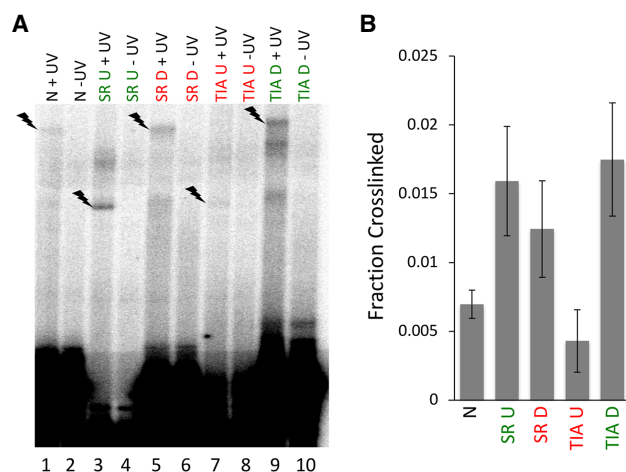 A
N + UV
N -UV
SR U + UV
SR U - UV
SR D + UV
SR D - UV
TIA U + UV
TIA U -UV
TIA D + UV
TIA D - UV
1 2 3 4 5 6 7 8 9 10
B
Fraction Crosslinked
0.025
0.02
0.015
0.01
0.005
0
N
SR U
SR D
TIA U
TIA D